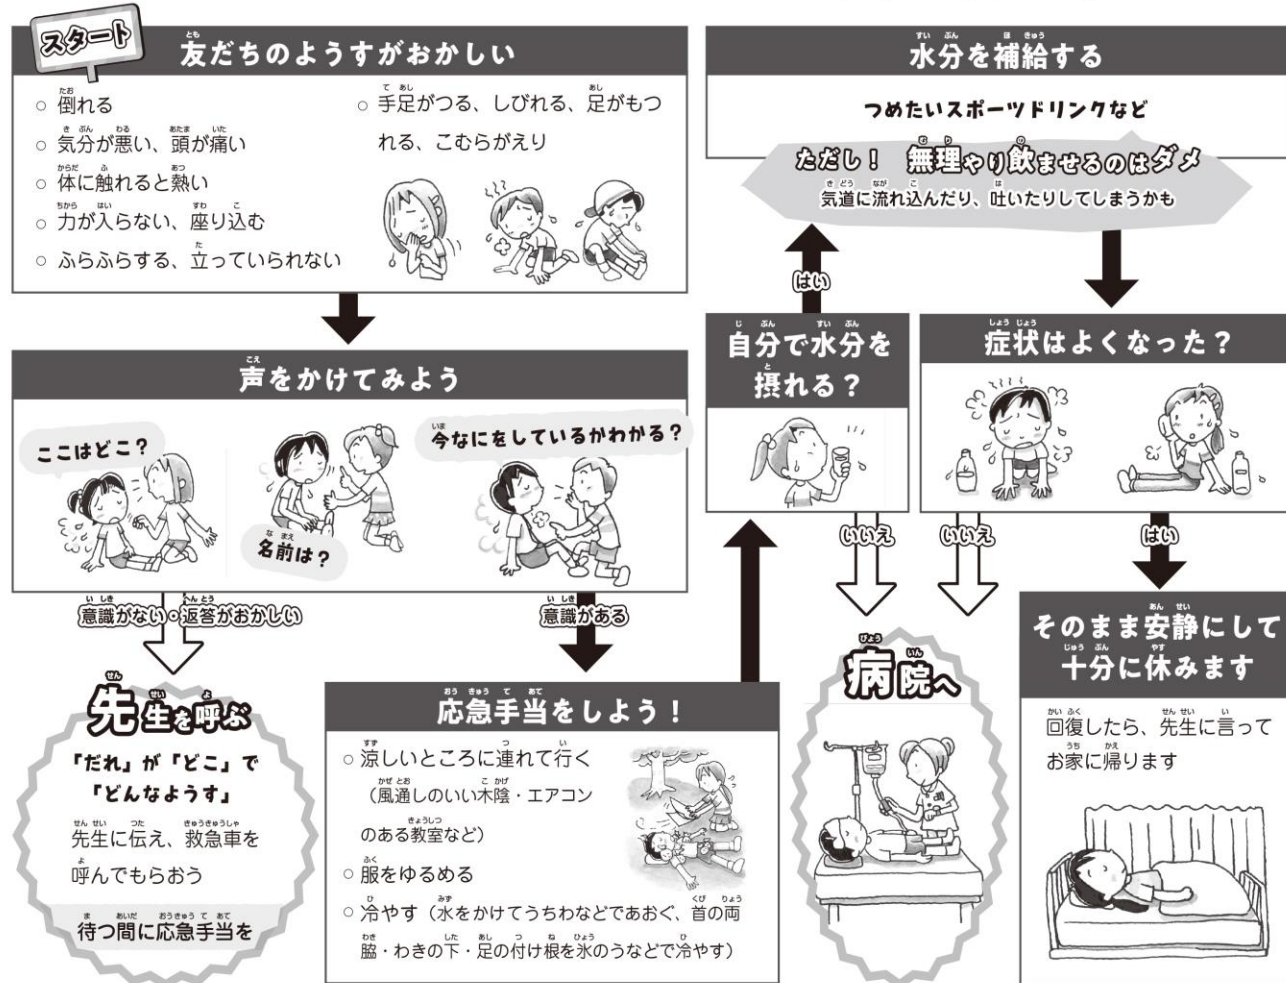 スタート
友だちのようすがおかしい
○ 倒れる
○ 気分が悪い、頭が痛い
○ 体に触れると熱い
○ 力が入らない、座り込む
○ ふらふらする、立っていられない
○ 手足がつる、しびれる、足がもつ
れる、こむらがえり
声をかけてみよう
ここはどこ?
名前は?
今なにをしているかわかる?
意識がない・返答がおかしい
意識がある
先生を呼ぶ
「だれ」が「どこ」で
「どんなようす」
先生に伝え、救急車を
呼んでもらおう
待つ間に応急手当を
応急手当をしよう!
○ 涼しいところに連れて行く
(風通しのいい木陰・エアコン
のある教室など)
○ 服をゆるめる
○ 冷やす(水をかけてうちわなどであおぐ、首の両
脇・わきの下・足の付け根を氷のうなどで冷やす)
自分で水分を
摂れる?
はい
いいえ
水分を補給する
つめたいスポーツドリンクなど
ただし! 無理やり飲ませるのはダメ
気道に流れ込んだり、吐いたりしてしまうかも
症状はよくなった?
いいえ
はい
病院へ
そのまま安静にして
十分に休みます
回復したら、先生に言って
お家に帰ります